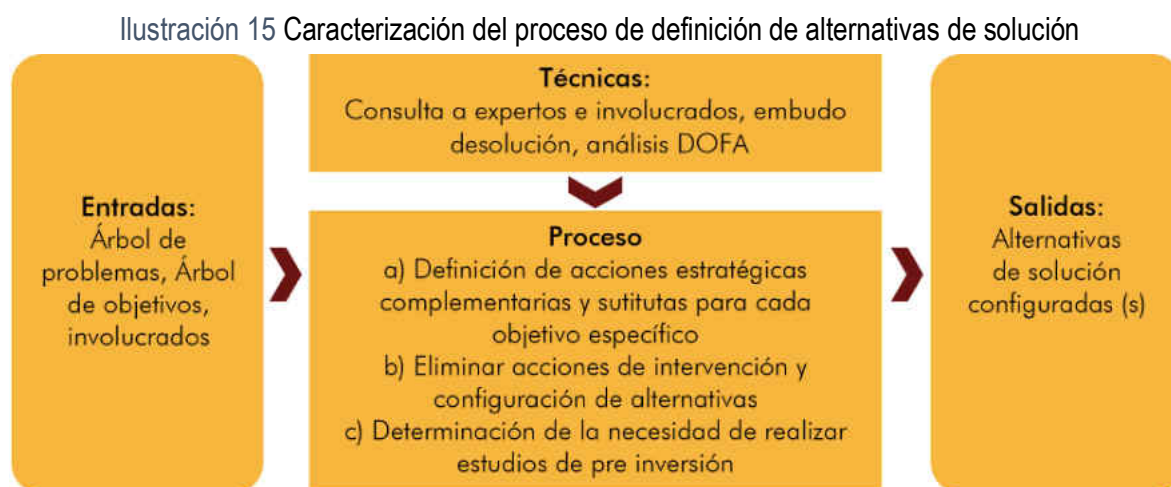 Ilustración 15 Caracterización del proceso de definición de alternativas de solución
Técnicas:
Consulta a expertos e involucrados, embudo
desolución, análisis DOFA
Entradas:
Árbol de
problemas, Árbol
de objetivos,
involucrados
Proceso
a) Definición de acciones estratégicas
complementarias y sutitutas para cada
objetivo específico
b) Eliminar acciones de intervención y
configuración de alternativas
c) Determinación de la necesidad de realizar
estudios de pre inversión
Salidas:
Alternativas
de solución
configuradas (s)